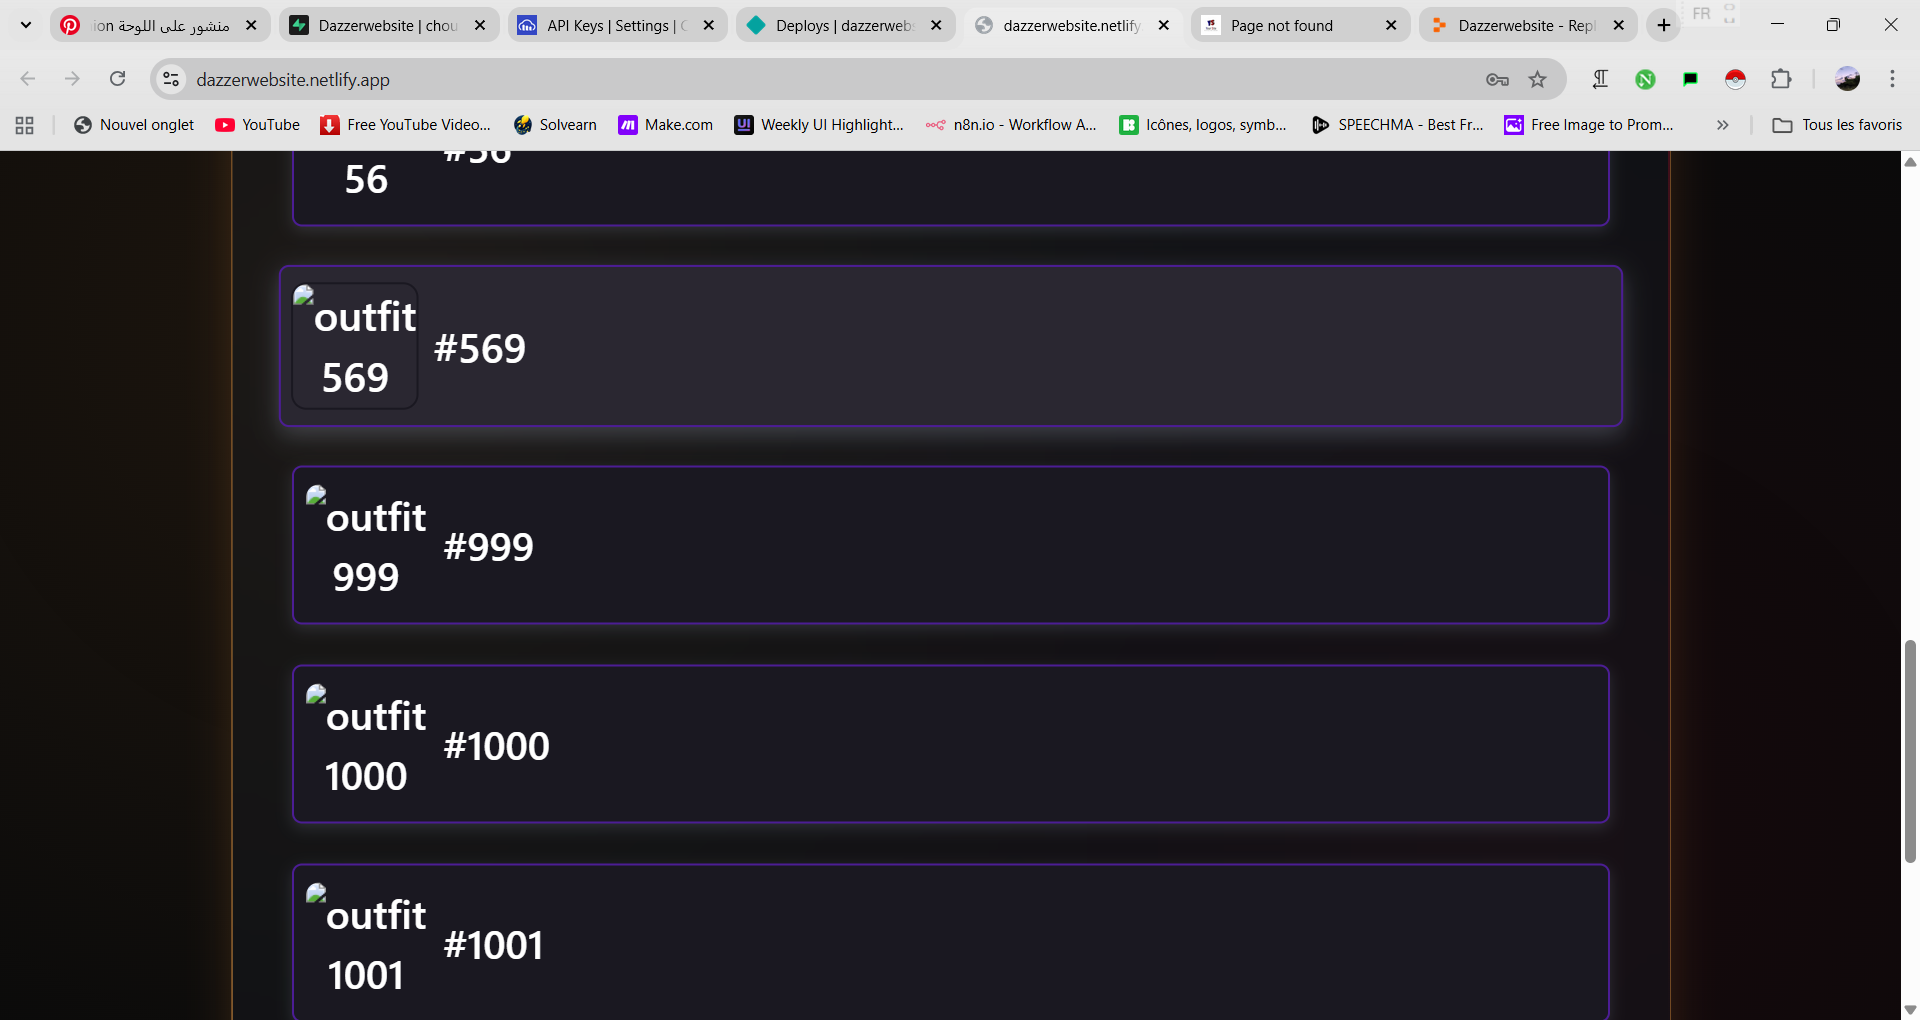 منشور على اللوحة ion
Dazzerwebsite | chou
API Keys | Settings | C
Deploys | dazzerwebs
dazzerwebsite.netlify
Page not found
Dazzerwebsite - Repl
FR
dazzerwebsite.netlify.app
Nouvel onglet
YouTube
Free YouTube Video...
Solvearn
Make.com
Weekly UI Highlight...
n8n.io - Workflow A...
Icônes, logos, symb...
SPEECHMA - Best Fr...
Free Image to Prom...
Tous les favoris
56
#56
outfit
569
#569
outfit
999
#999
outfit
1000
#1000
outfit
1001
#1001